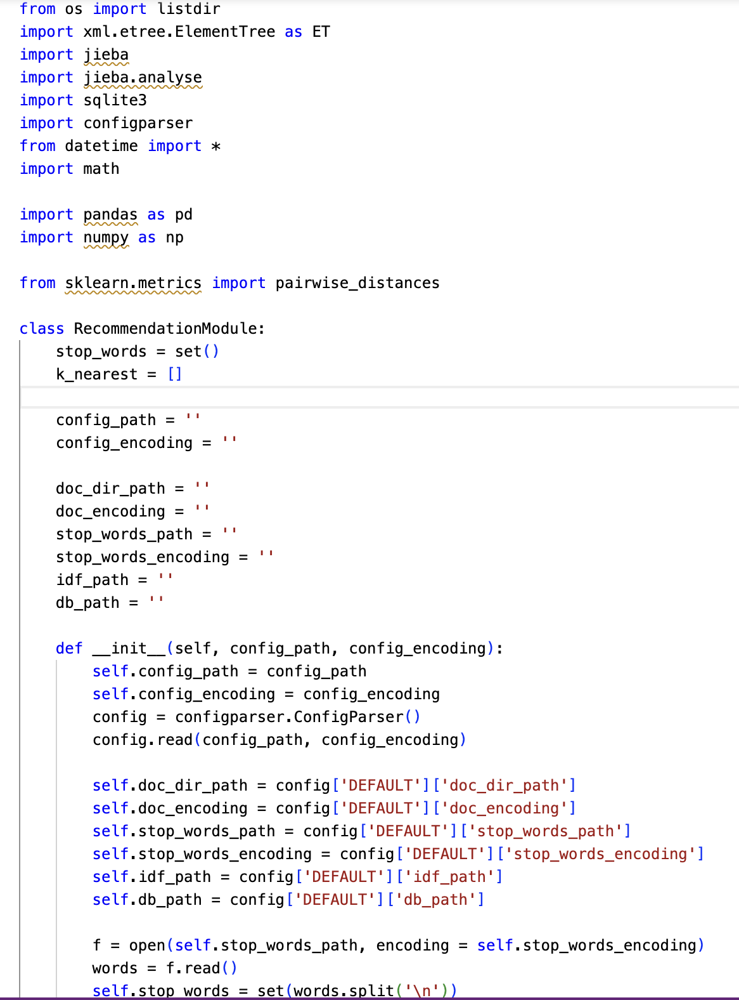 from os import listdir
import xml.etree.ElementTree as ET
import jieba
import jieba.analyse
import sqlite3
import configparser
from datetime import *
import math
import pandas as pd
import numpy as np
from sklearn.metrics import pairwise_distances
class RecommendationModule:
    stop_words = set()
    k_nearest = []
    config_path = ''
    config_encoding = ''
    doc_dir_path = ''
    doc_encoding = ''
    stop_words_path = ''
    stop_words_encoding = ''
    idf_path = ''
    db_path = ''
    def __init__(self, config_path, config_encoding):
        self.config_path = config_path
        self.config_encoding = config_encoding
        config = configparser.ConfigParser()
        config.read(config_path, config_encoding)
        self.doc_dir_path = config['DEFAULT']['doc_dir_path']
        self.doc_encoding = config['DEFAULT']['doc_encoding']
        self.stop_words_path = config['DEFAULT']['stop_words_path']
        self.stop_words_encoding = config['DEFAULT']['stop_words_encoding']
        self.idf_path = config['DEFAULT']['idf_path']
        self.db_path = config['DEFAULT']['db_path']
        f = open(self.stop_words_path, encoding = self.stop_words_encoding)
        words = f.read()
        self.stop_words = set(words.split('\n'))